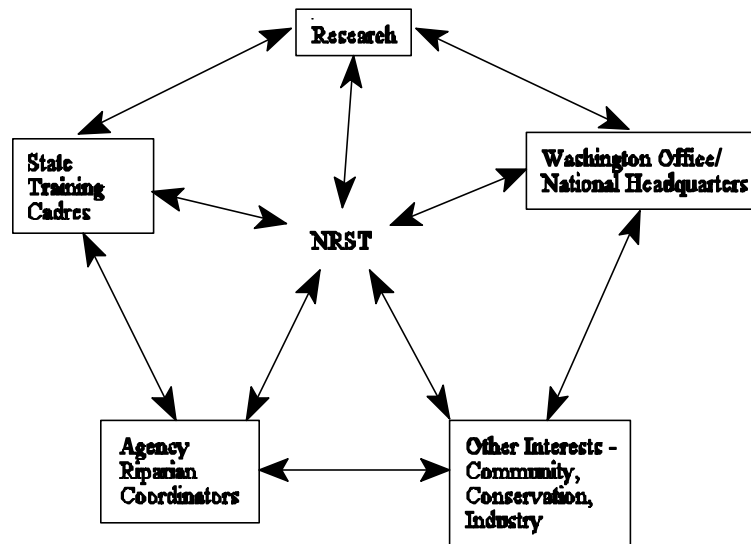 Research
State
Training
Cadres
Washington Office/
National Headquarters
NRST
Agency
Riparian
Coordinators
Other Interests -
Community,
Conservation,
Industry